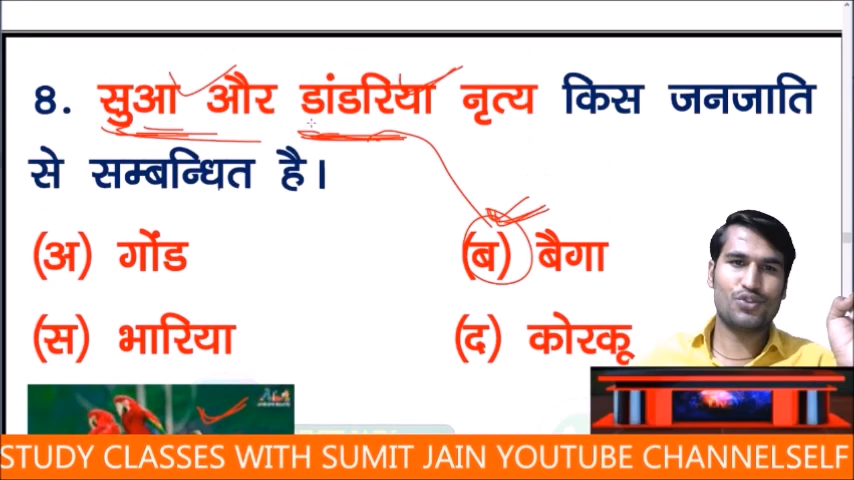 8. सुआ और डांडरिया नृत्य किस जनजाति
से सम्बन्धित है।
(अ) गोंड (ब) बैगा
(स) भारिया (द) कोरकू
STUDY CLASSES WITH SUMIT JAIN YOUTUBE CHANNELSELF